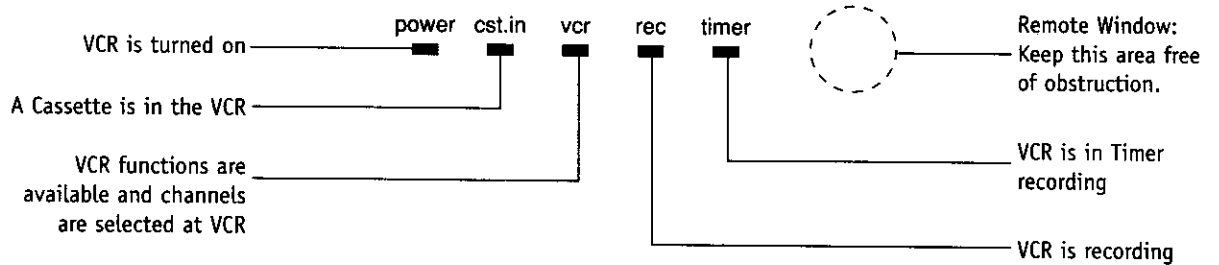 power cst.in vcr rec timer
VCR is turned on
A Cassette is in the VCR
VCR functions are
available and channels
are selected at VCR
Remote Window:
Keep this area free
of obstruction.
VCR is in Timer
recording
VCR is recording